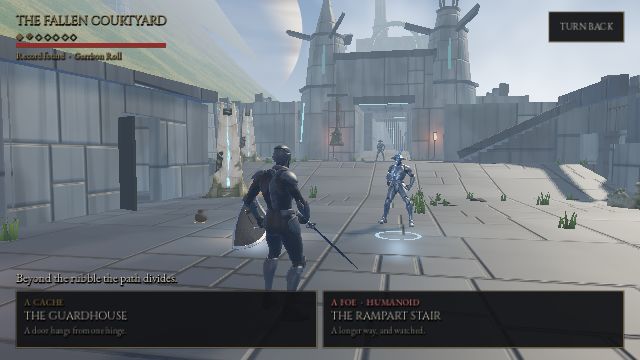 THE FALLEN COURTYARD
TURN BACK
Record found · Garrison Roll
Beyond the rubble the path divides.
A CACHE
THE GUARDHOUSE
A door hangs from one hinge.
A FOE · HUMANOID
THE RAMPART STAIR
A longer way, and watched.